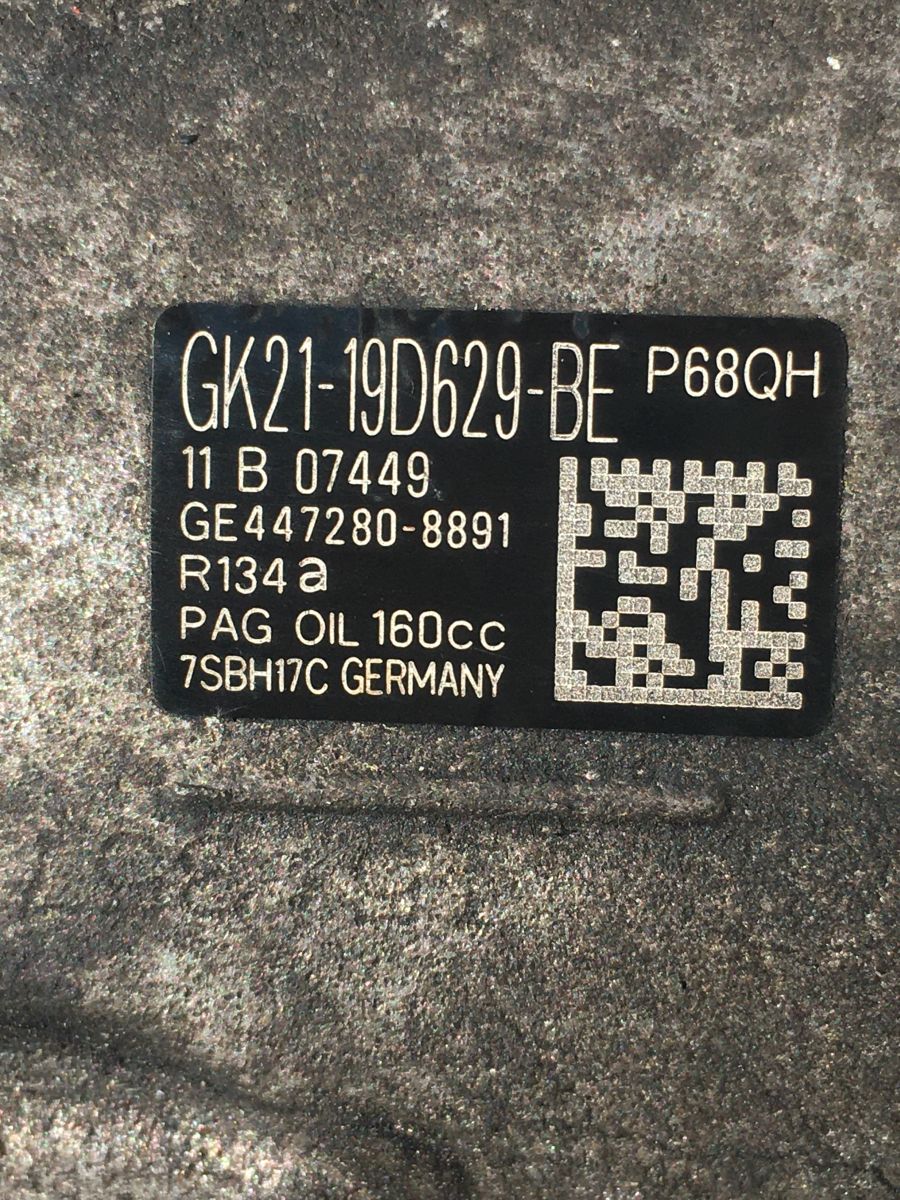 GK21-19D629-BE P68QH
11 B 07449
GE447280-8891
R134a
PAG OIL 160cc
7SBH17C GERMANY